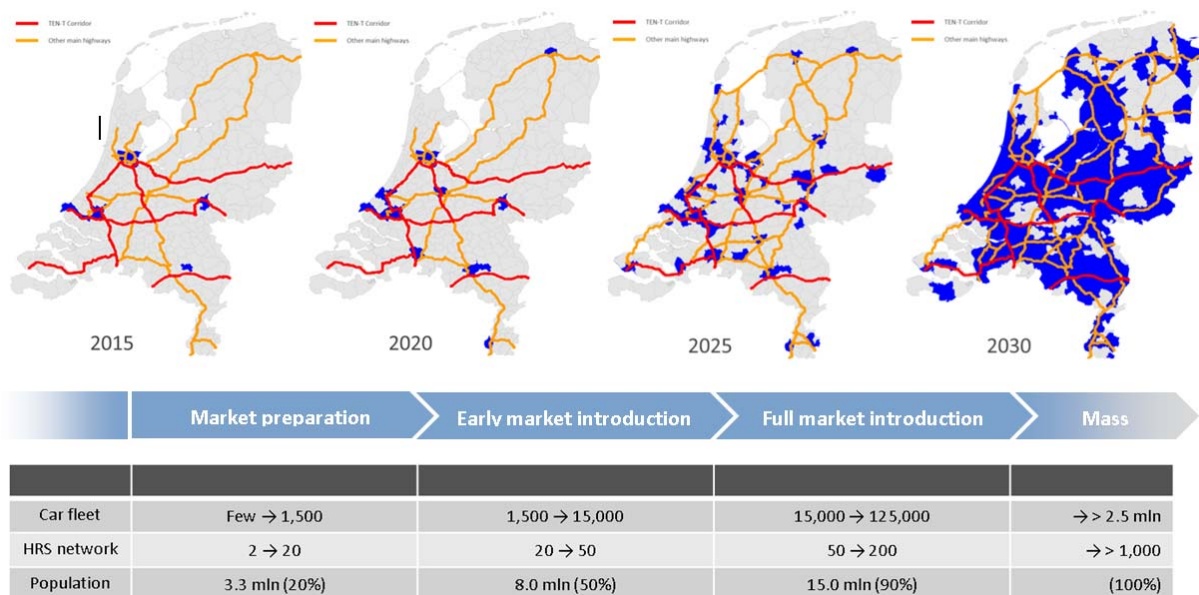 TEN-T Corridor
Other main highways
2015
TEN-T Corridor
Other main highways
2020
TEN-T Corridor
Other main highways
2025
TEN-T Corridor
Other main highways
2030
Market preparation Early market introduction Full market introduction Mass
Car fleet Few → 1,500 1,500 → 15,000 15,000 → 125,000 → > 2.5 mln
HRS network 2 → 20 20 → 50 50 → 200 → > 1,000
Population 3.3 mln (20%) 8.0 mln (50%) 15.0 mln (90%) (100%)